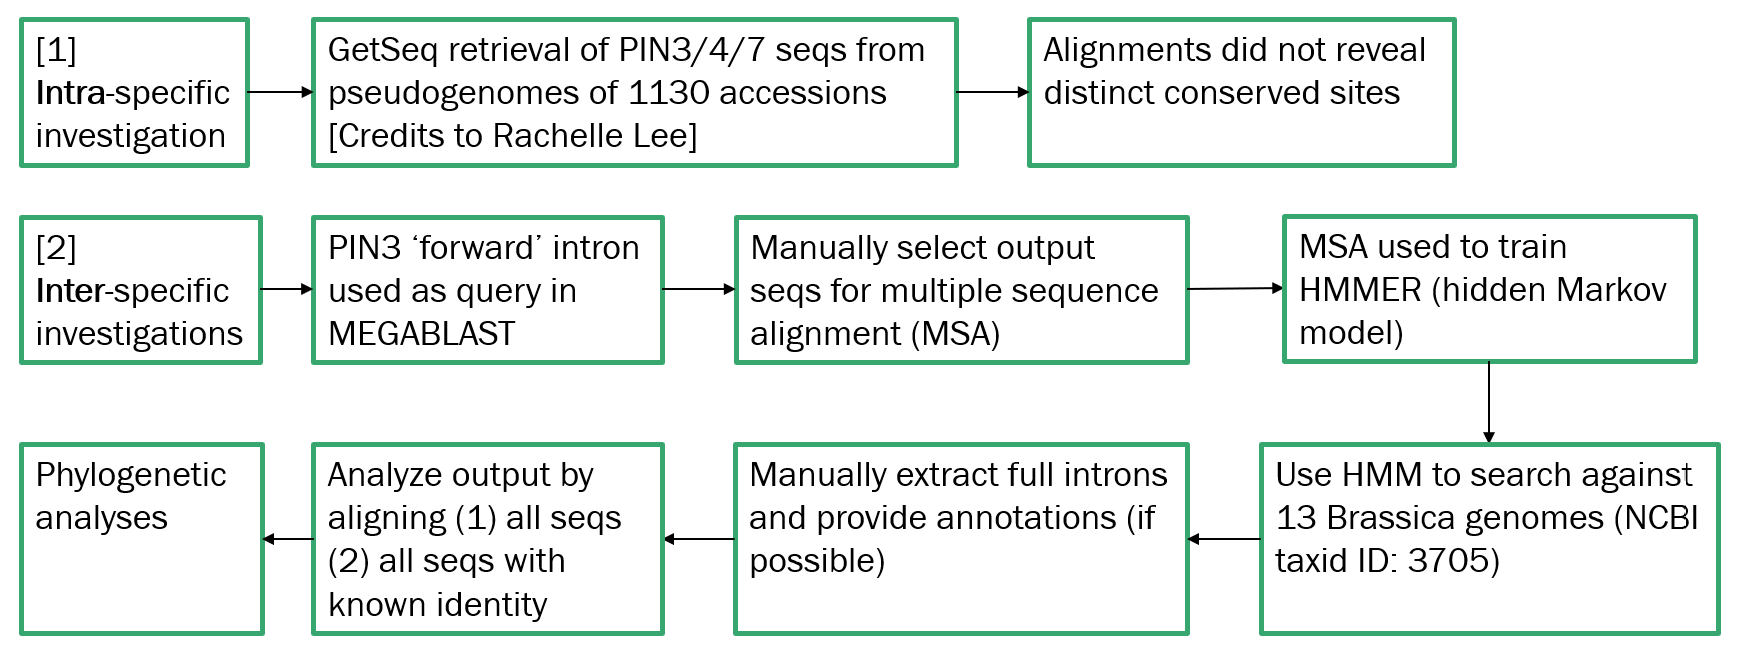 [1]
Intra-specific
investigation
GetSeq retrieval of PIN3/4/7 seqs from
pseudogenomes of 1130 accessions
[Credits to Rachelle Lee]
Alignments did not reveal
distinct conserved sites
[2]
Inter-specific
investigations
PIN3 ‘forward’ intron
used as query in
MEGABLAST
Manually select output
seqs for multiple sequence
alignment (MSA)
MSA used to train
HMMER (hidden Markov
model)
Use HMM to search against
13 Brassica genomes (NCBI
taxid ID: 3705)
Manually extract full introns
and provide annotations (if
possible)
Analyze output by
aligning (1) all seqs
(2) all seqs with
known identity
Phylogenetic
analyses